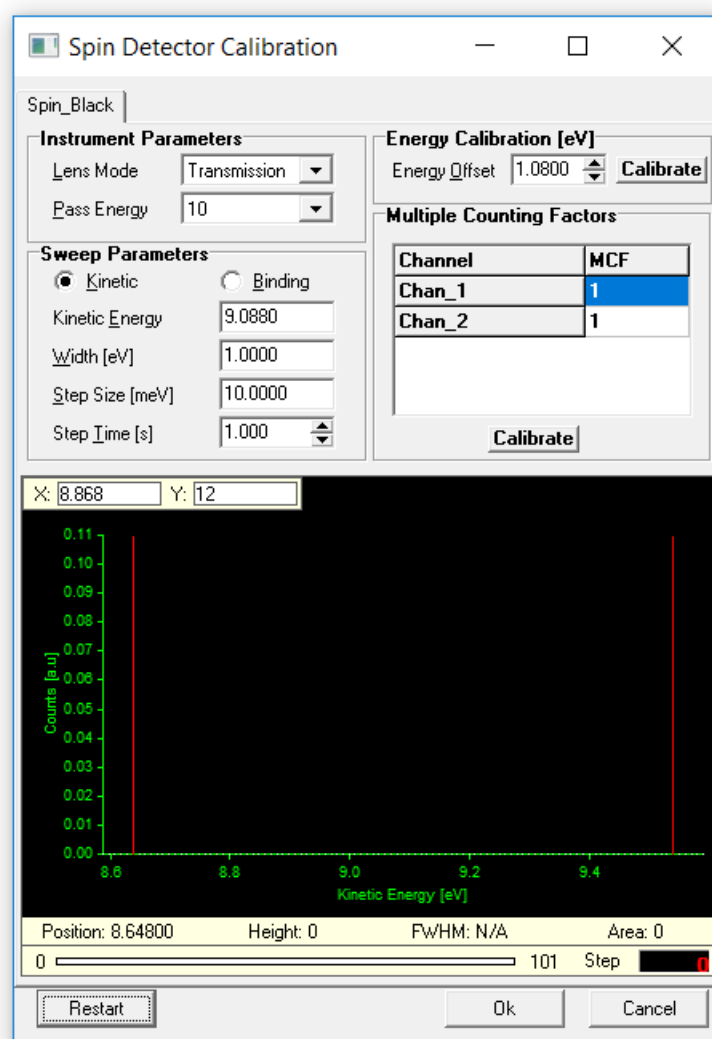 Spin Detector Calibration
Spin_Black
Instrument Parameters
Lens Mode Transmission
Pass Energy 10
Sweep Parameters
Kinetic Binding
Kinetic Energy 9.0880
Width [eV] 1.0000
Step Size [meV] 10.0000
Step Time [s] 1.000
Energy Calibration [eV]
Energy Offset 1.0800 Calibrate
Multiple Counting Factors
Channel MCF
Chan_1 1
Chan_2 1
Calibrate
X: 8.868 Y: 12
0.11
0.10
0.09
0.08
0.07
0.06
0.05
0.04
0.03
0.02
0.01
0.00
Counts [a.u]
8.6 8.8 9.0 9.2 9.4
Kinetic Energy [eV]
Position: 8.64800 Height: 0 FWHM: N/A Area: 0
0 101 Step 0
Restart Ok Cancel